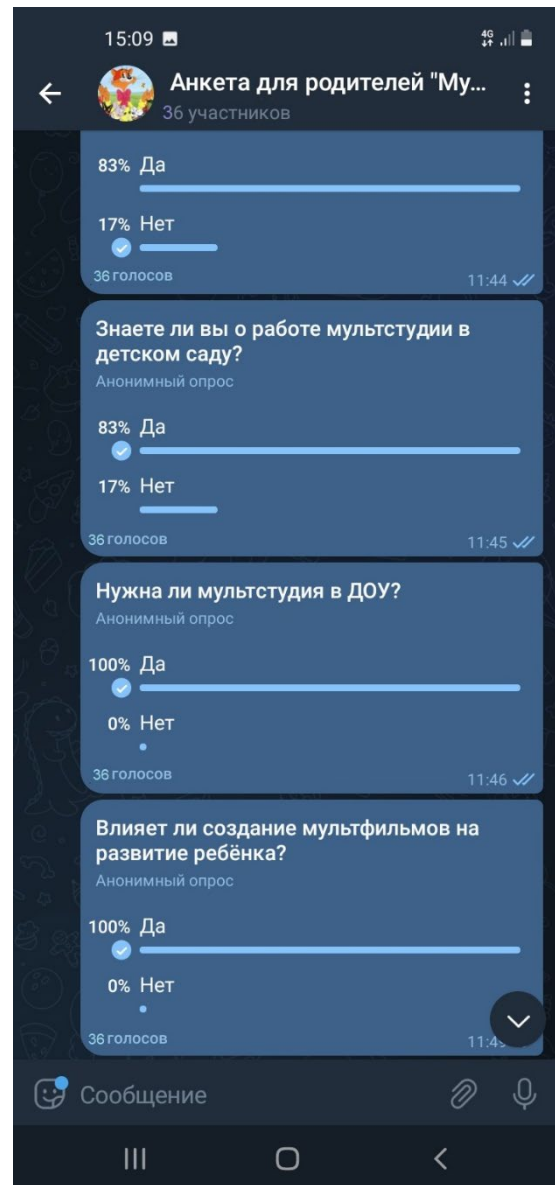 15:09
4G
Анкета для родителей "Му...
36 участников
83% Да
17% Нет
36 голосов
11:44
Знаете ли вы о работе мультстудии в
детском саду?
Анонимный опрос
83% Да
17% Нет
36 голосов
11:45
Нужна ли мультстудия в ДОУ?
Анонимный опрос
100% Да
0% Нет
36 голосов
11:46
Влияет ли создание мультфильмов на
развитие ребёнка?
Анонимный опрос
100% Да
0% Нет
36 голосов
Сообщение